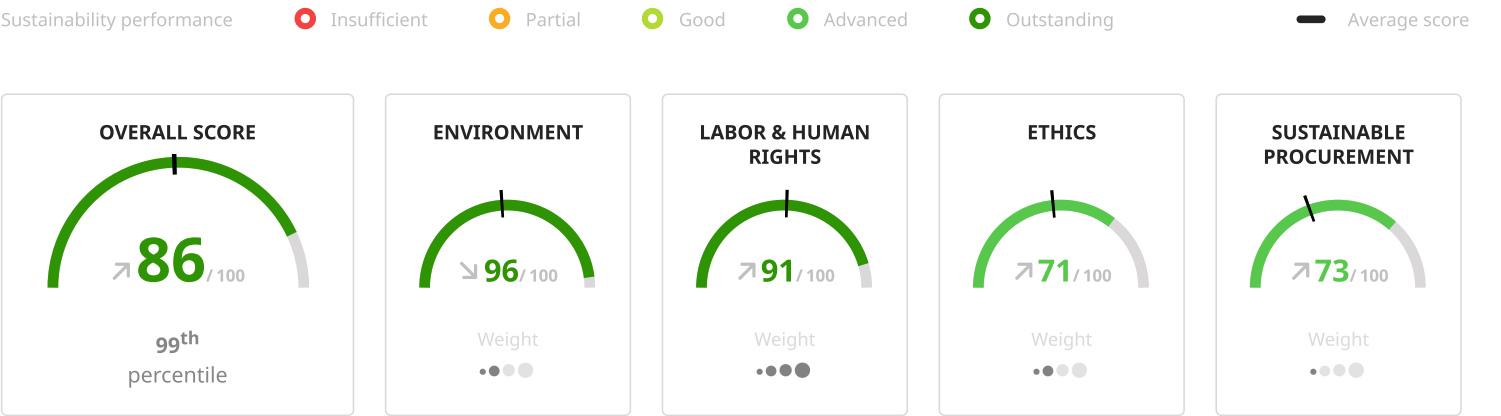 Sustainability performance
Insufficient
Partial
Good
Advanced
Outstanding
Average score
OVERALL SCORE
86 / 100
99th
percentile
ENVIRONMENT
96 / 100
Weight
LABOR & HUMAN
RIGHTS
91 / 100
Weight
ETHICS
71 / 100
Weight
SUSTAINABLE
PROCUREMENT
73 / 100
Weight